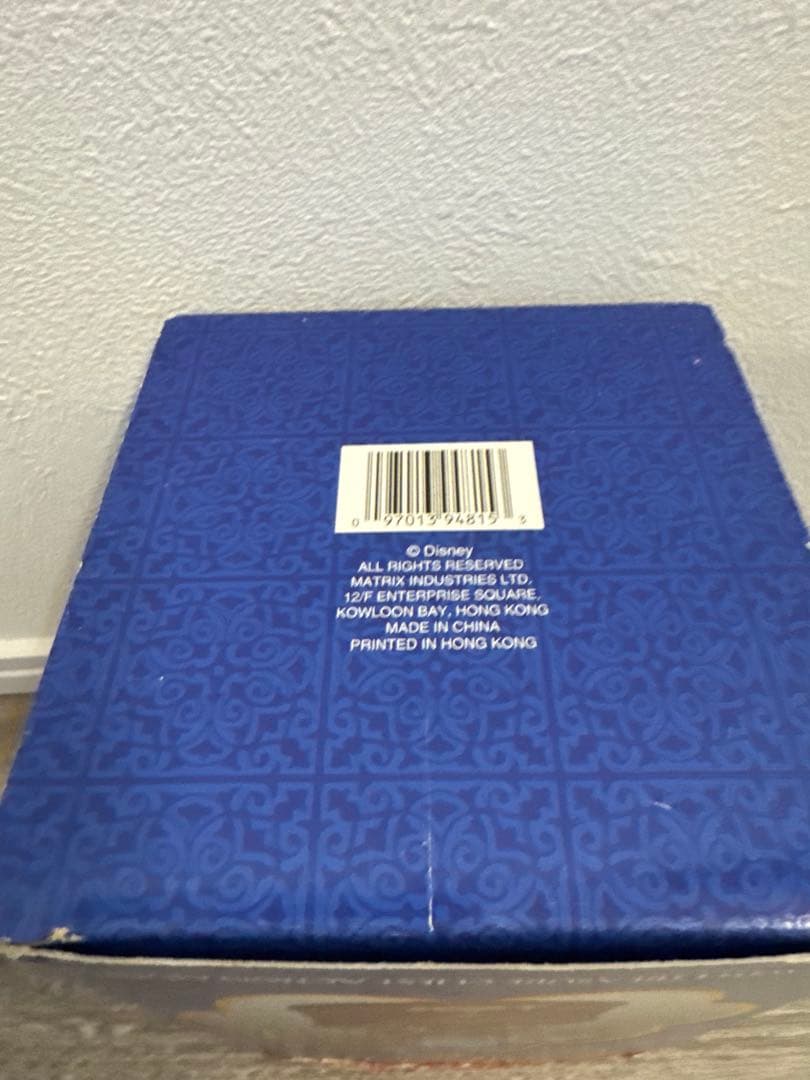 0 97013 94815 3
© Disney
ALL RIGHTS RESERVED
MATRIX INDUSTRIES LTD.
12/F ENTERPRISE SQUARE,
KOWLOON BAY, HONG KONG
MADE IN CHINA
PRINTED IN HONG KONG